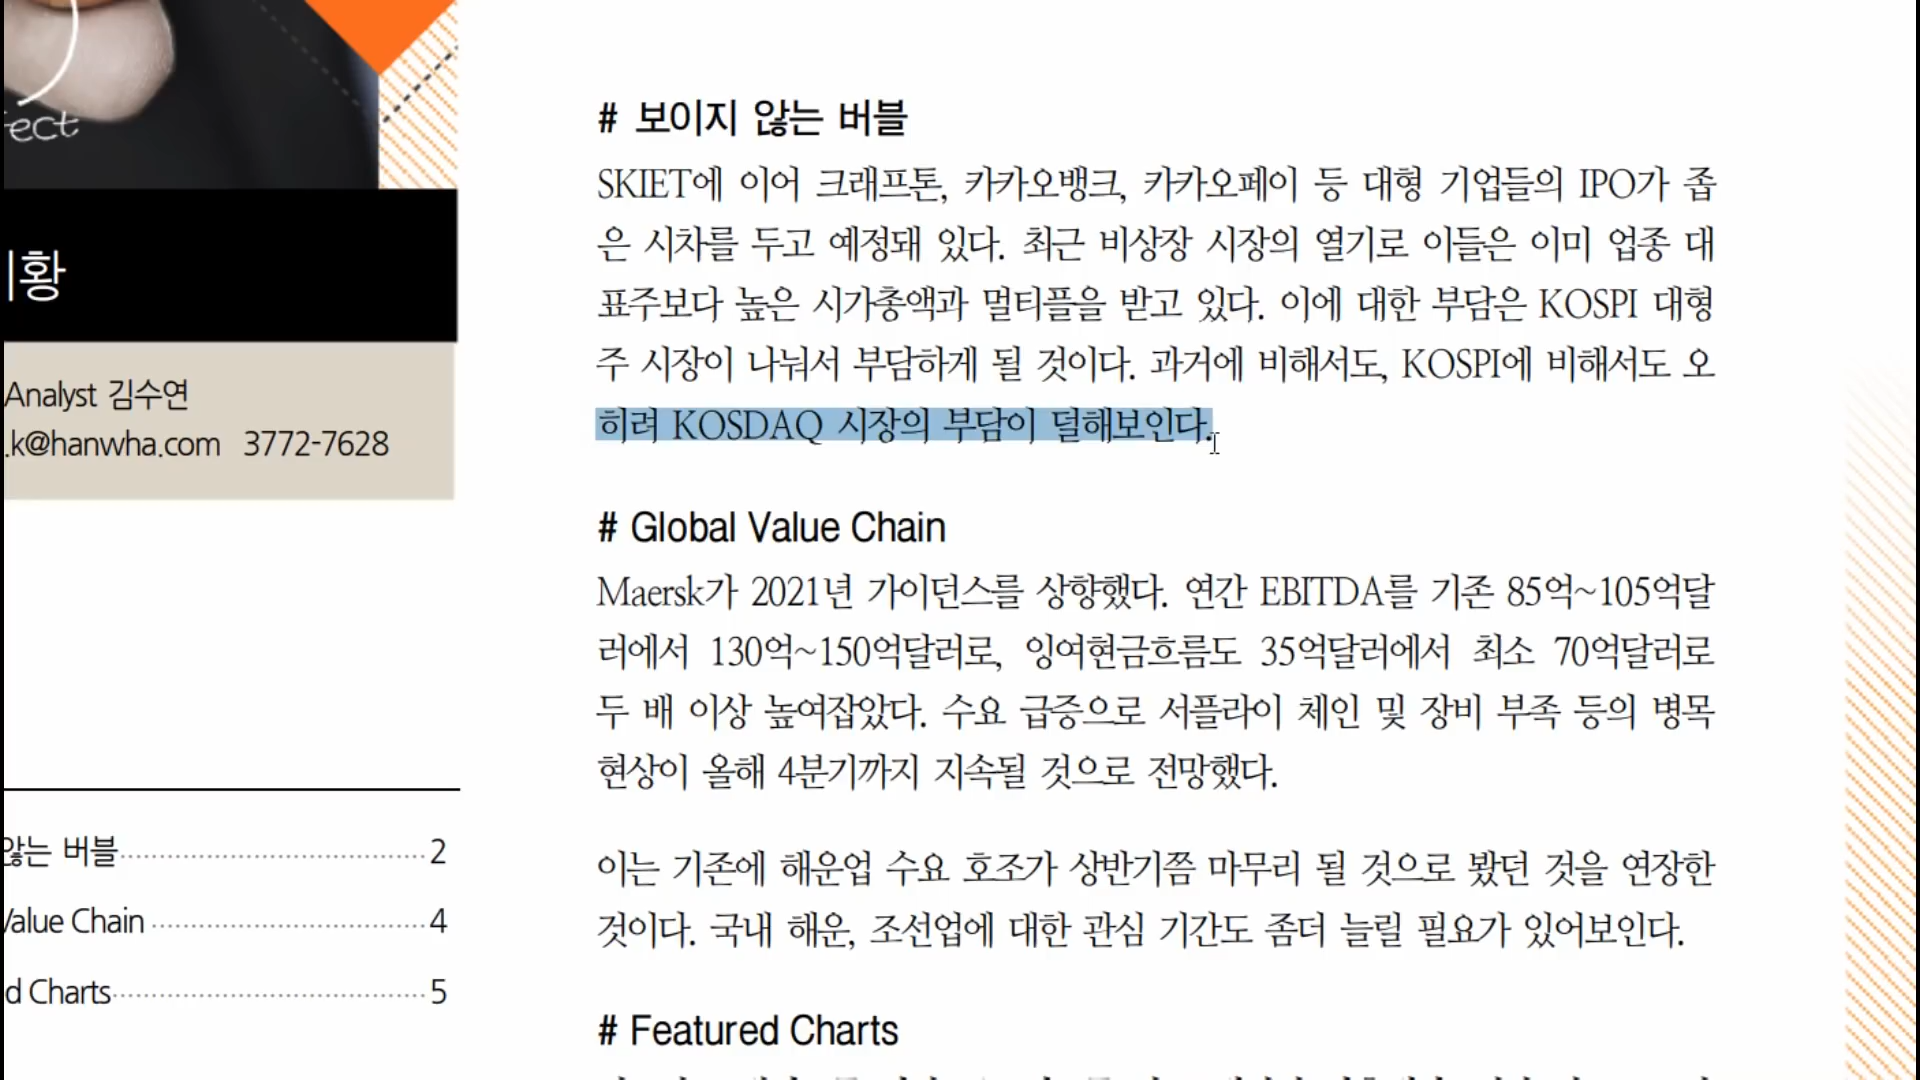 fect
황
Analyst 김수연
.k@hanwha.com 3772-7628
않는 버블 2
Value Chain 4
d Charts 5
# 보이지 않는 버블
SKIET에 이어 크래프톤, 카카오뱅크, 카카오페이 등 대형 기업들의 IPO가 좁
은 시차를 두고 예정돼 있다. 최근 비상장 시장의 열기로 이들은 이미 업종 대
표주보다 높은 시가총액과 멀티플을 받고 있다. 이에 대한 부담은 KOSPI 대형
주 시장이 나눠서 부담하게 될 것이다. 과거에 비해서도, KOSPI에 비해서도 오
히려 KOSDAQ 시장의 부담이 덜해보인다.
# Global Value Chain
Maersk가 2021년 가이던스를 상향했다. 연간 EBITDA를 기존 85억~105억달
러에서 130억~150억달러로, 잉여현금흐름도 35억달러에서 최소 70억달러로
두 배 이상 높여잡았다. 수요 급증으로 서플라이 체인 및 장비 부족 등의 병목
현상이 올해 4분기까지 지속될 것으로 전망했다.
이는 기존에 해운업 수요 호조가 상반기쯤 마무리 될 것으로 봤던 것을 연장한
것이다. 국내 해운, 조선업에 대한 관심 기간도 좀더 늘릴 필요가 있어보인다.
# Featured Charts